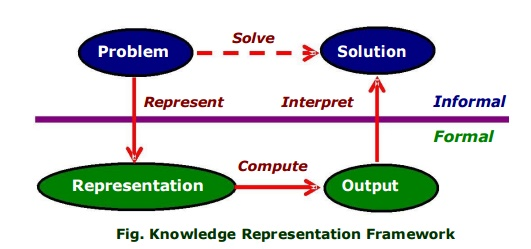 Solve
Problem
Solution
Represent
Interpret
Informal
Formal
Compute
Representation
Output
Fig. Knowledge Representation Framework